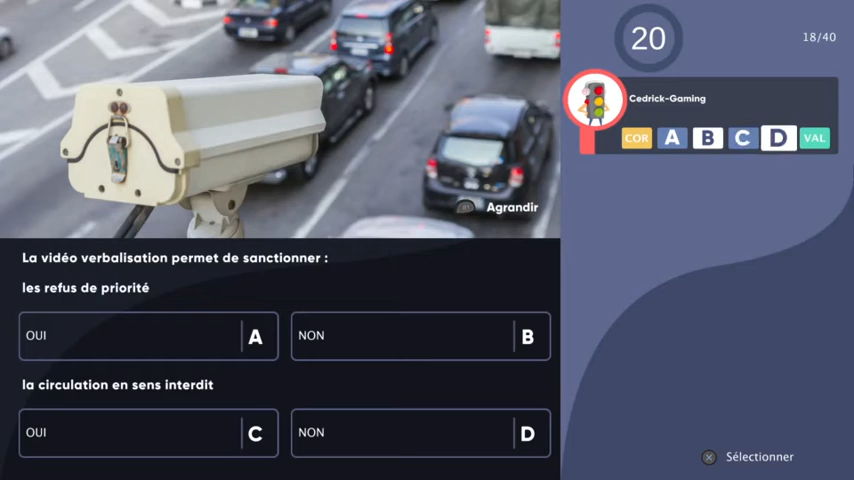 20
18/40
Cedrick-Gaming
COR A B C D VAL
Agrandir
La vidéo verbalisation permet de sanctionner :
les refus de priorité
OUI A
NON B
la circulation en sens interdit
OUI C
NON D
Sélectionner